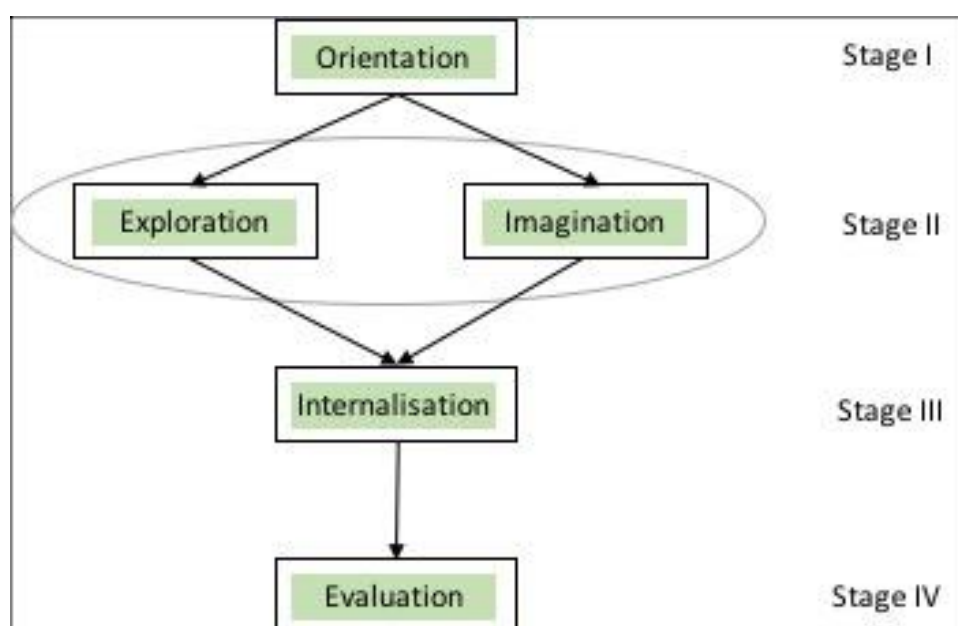 Orientation
Stage I
Exploration
Imagination
Stage II
Internalisation
Stage III
Evaluation
Stage IV